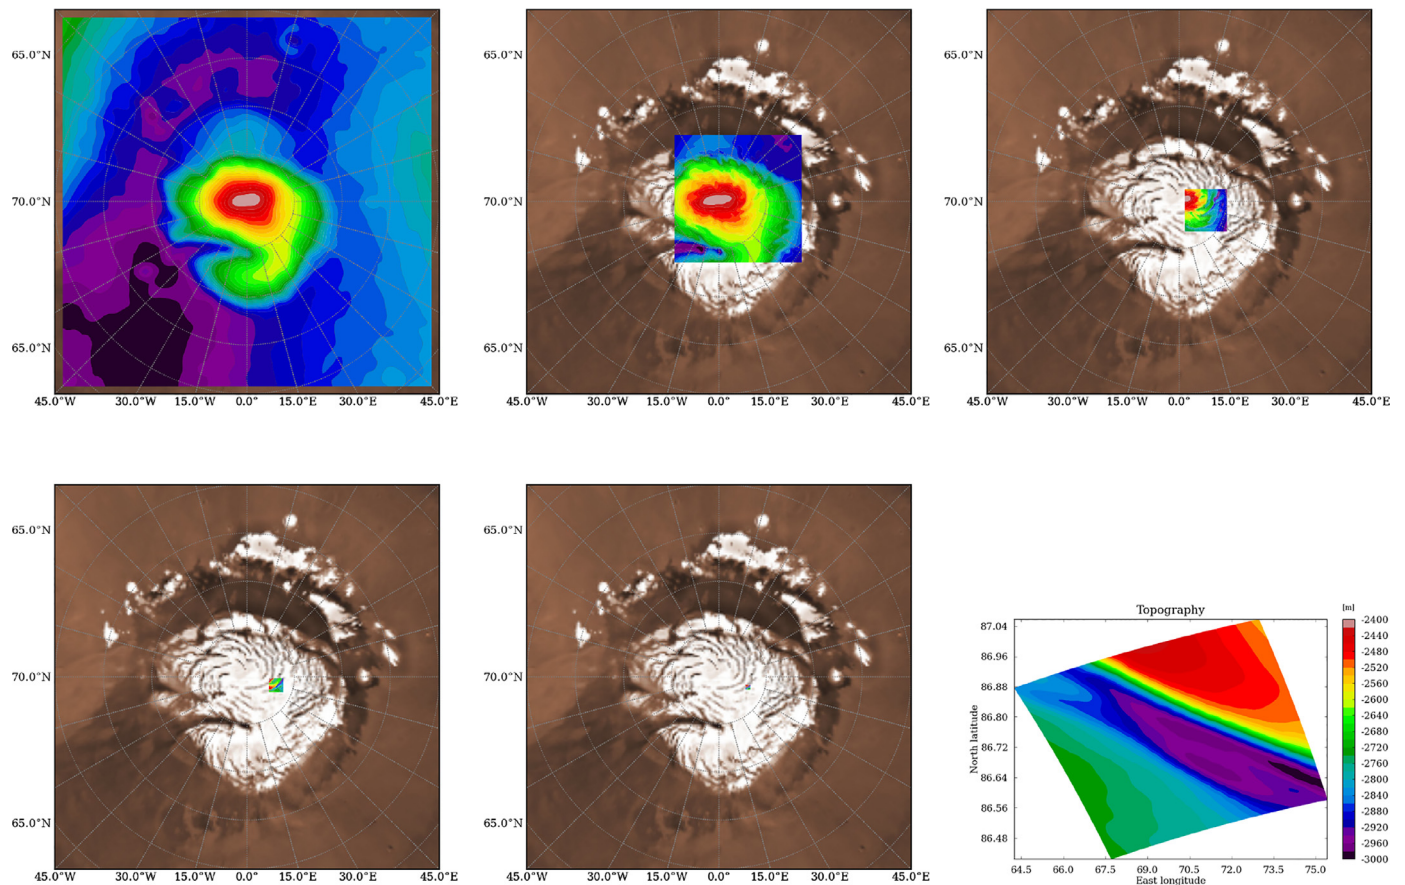 65.0°N 65.0°N 65.0°N
70.0°N 70.0°N 70.0°N
65.0°N 65.0°N 65.0°N
45.0°W 30.0°W 15.0°W 0.0° 15.0°E 30.0°E 45.0°E 45.0°W 30.0°W 15.0°W 0.0° 15.0°E 30.0°E 45.0°E 45.0°W 30.0°W 15.0°W 0.0° 15.0°E 30.0°E 45.0°E
65.0°N 65.0°N
70.0°N 70.0°N
65.0°N 65.0°N
45.0°W 30.0°W 15.0°W 0.0° 15.0°E 30.0°E 45.0°E 45.0°W 30.0°W 15.0°W 0.0° 15.0°E 30.0°E 45.0°E
Topography
[m]
North latitude
87.04
86.96
86.88
86.80
86.72
86.64
86.56
86.48
64.5 66.0 67.5 69.0 70.5 72.0 73.5 75.0
East longitude
-2400
-2440
-2480
-2520
-2560
-2600
-2640
-2680
-2720
-2760
-2800
-2840
-2880
-2920
-2960
-3000